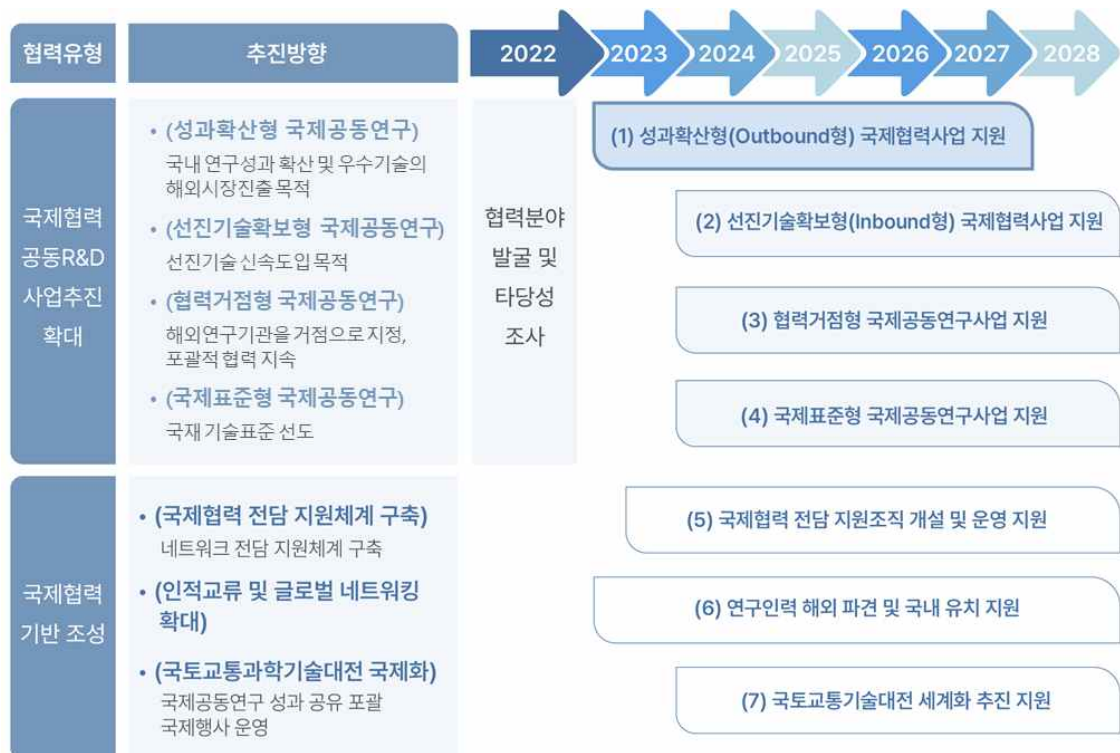 협력유형
추진방향
2022
2023
2024
2025
2026
2027
2028
국제협력
공동R&D
사업추진
확대
• (성과확산형 국제공동연구)
국내 연구성과 확산 및 우수기술의
해외시장진출 목적
• (선진기술확보형 국제공동연구)
선진기술 신속도입 목적
• (협력거점형 국제공동연구)
해외연구기관을 거점으로 지정,
포괄적 협력 지속
• (국제표준형 국제공동연구)
국재 기술표준 선도
협력분야
발굴 및
타당성
조사
(1) 성과확산형(Outbound형) 국제협력사업 지원
(2) 선진기술확보형(Inbound형) 국제협력사업 지원
(3) 협력거점형 국제공동연구사업 지원
(4) 국제표준형 국제공동연구사업 지원
국제협력
기반 조성
• (국제협력 전담 지원체계 구축)
네트워크 전담 지원체계 구축
• (인적교류 및 글로벌 네트워킹
확대)
• (국토교통과학기술대전 국제화)
국제공동연구 성과 공유 포괄
국제행사 운영
(5) 국제협력 전담 지원조직 개설 및 운영 지원
(6) 연구인력 해외 파견 및 국내 유치 지원
(7) 국토교통기술대전 세계화 추진 지원